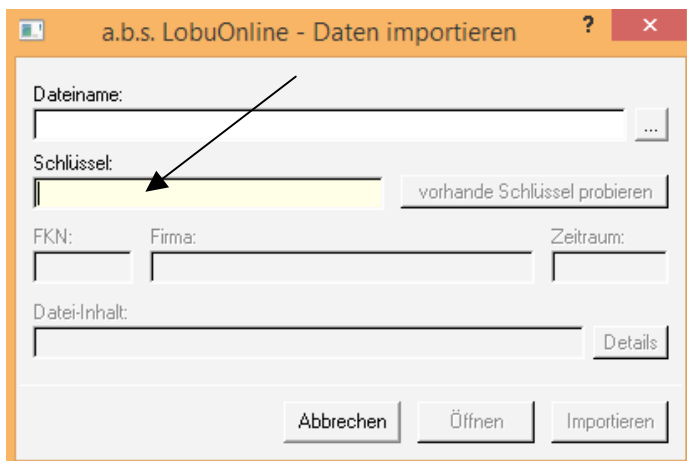 a.b.s. LobuOnline - Daten importieren ? ×
Dateiname:
...
Schlüssel:
vorhande Schlüssel probieren
FKN: Firma: Zeitraum:
Datei-Inhalt:
Details
Abbrechen Öffnen Importieren